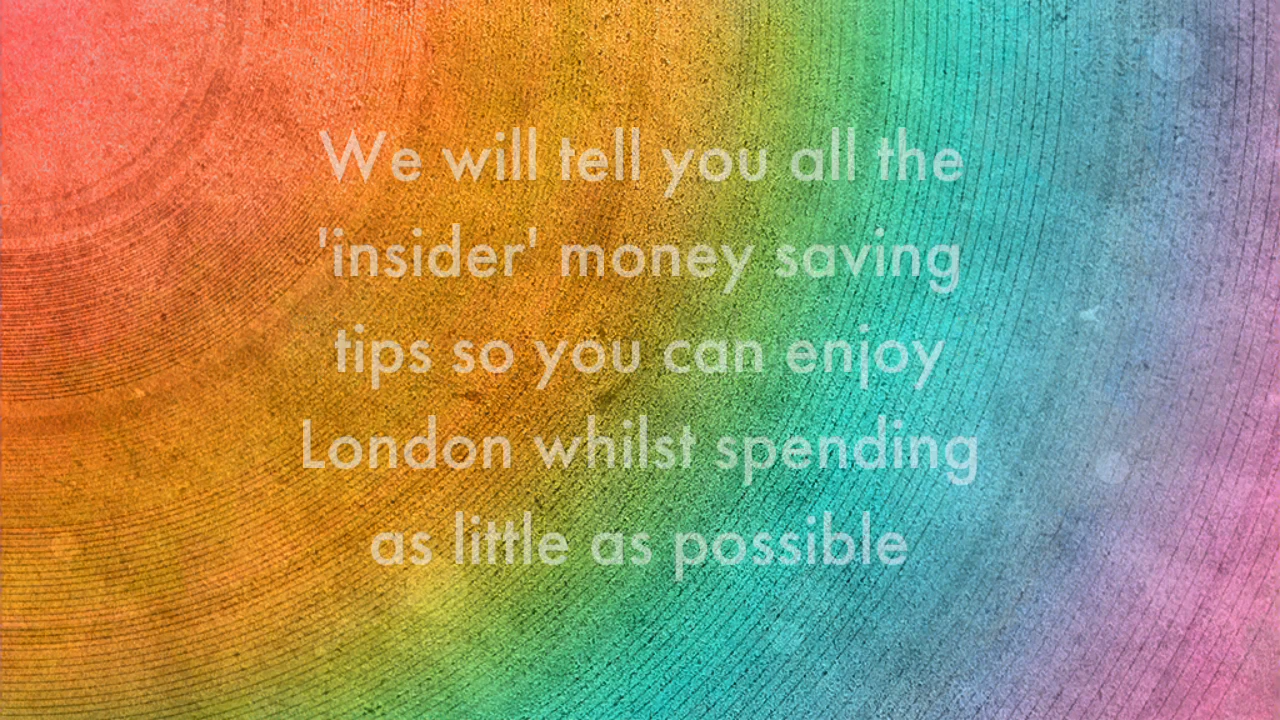 We will tell you all the
'insider' money saving
tips so you can enjoy
London whilst spending
as little as possible